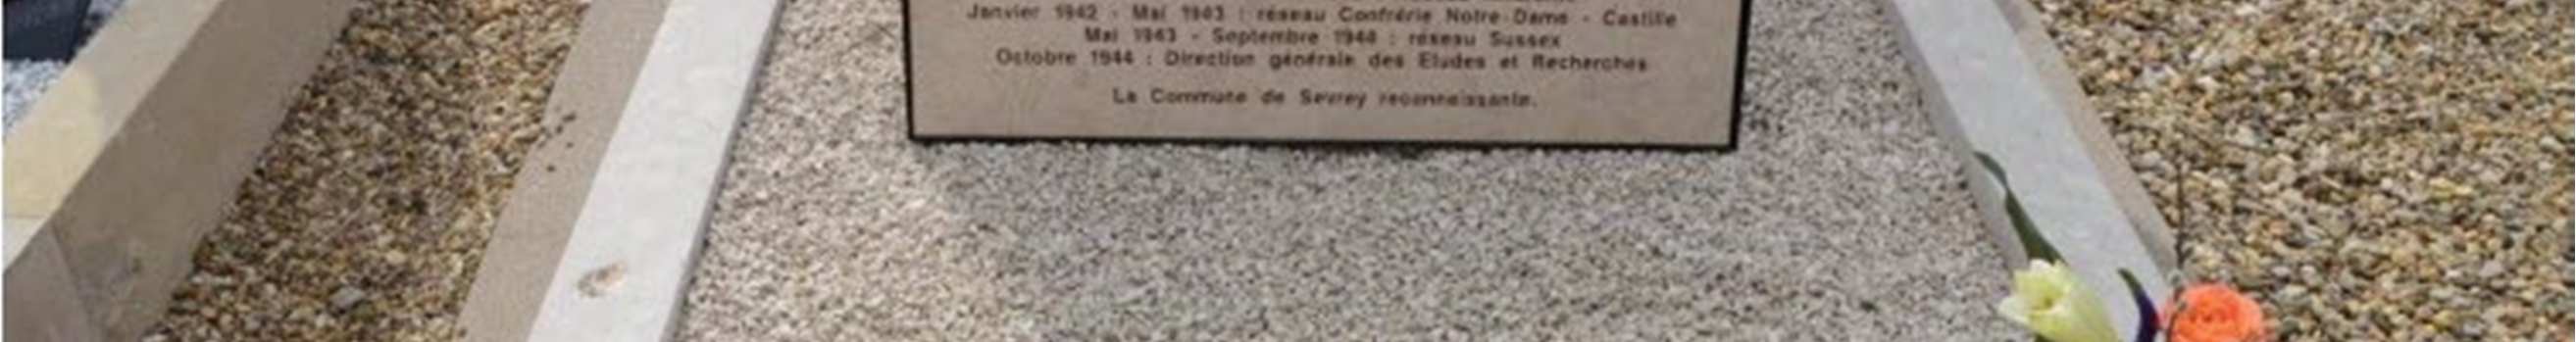 Janvier 1942 - Mai 1943 : réseau Confrérie Notre-Dame - Castille
Mai 1943 - Septembre 1944 : réseau Sussex
Octobre 1944 : Direction générale des Etudes et Recherches
La Commune de Sevrey reconnaissante.